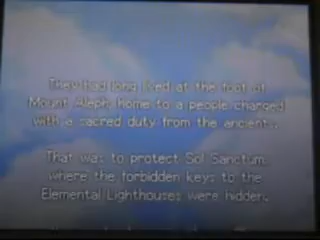 They had long lived at the foot of
Mount Aleph, home to a people charged
with a sacred duty from the ancient...
That was to protect Sol Sanctum,
where the forbidden keys to the
Elemental Lighthouses were hidden.